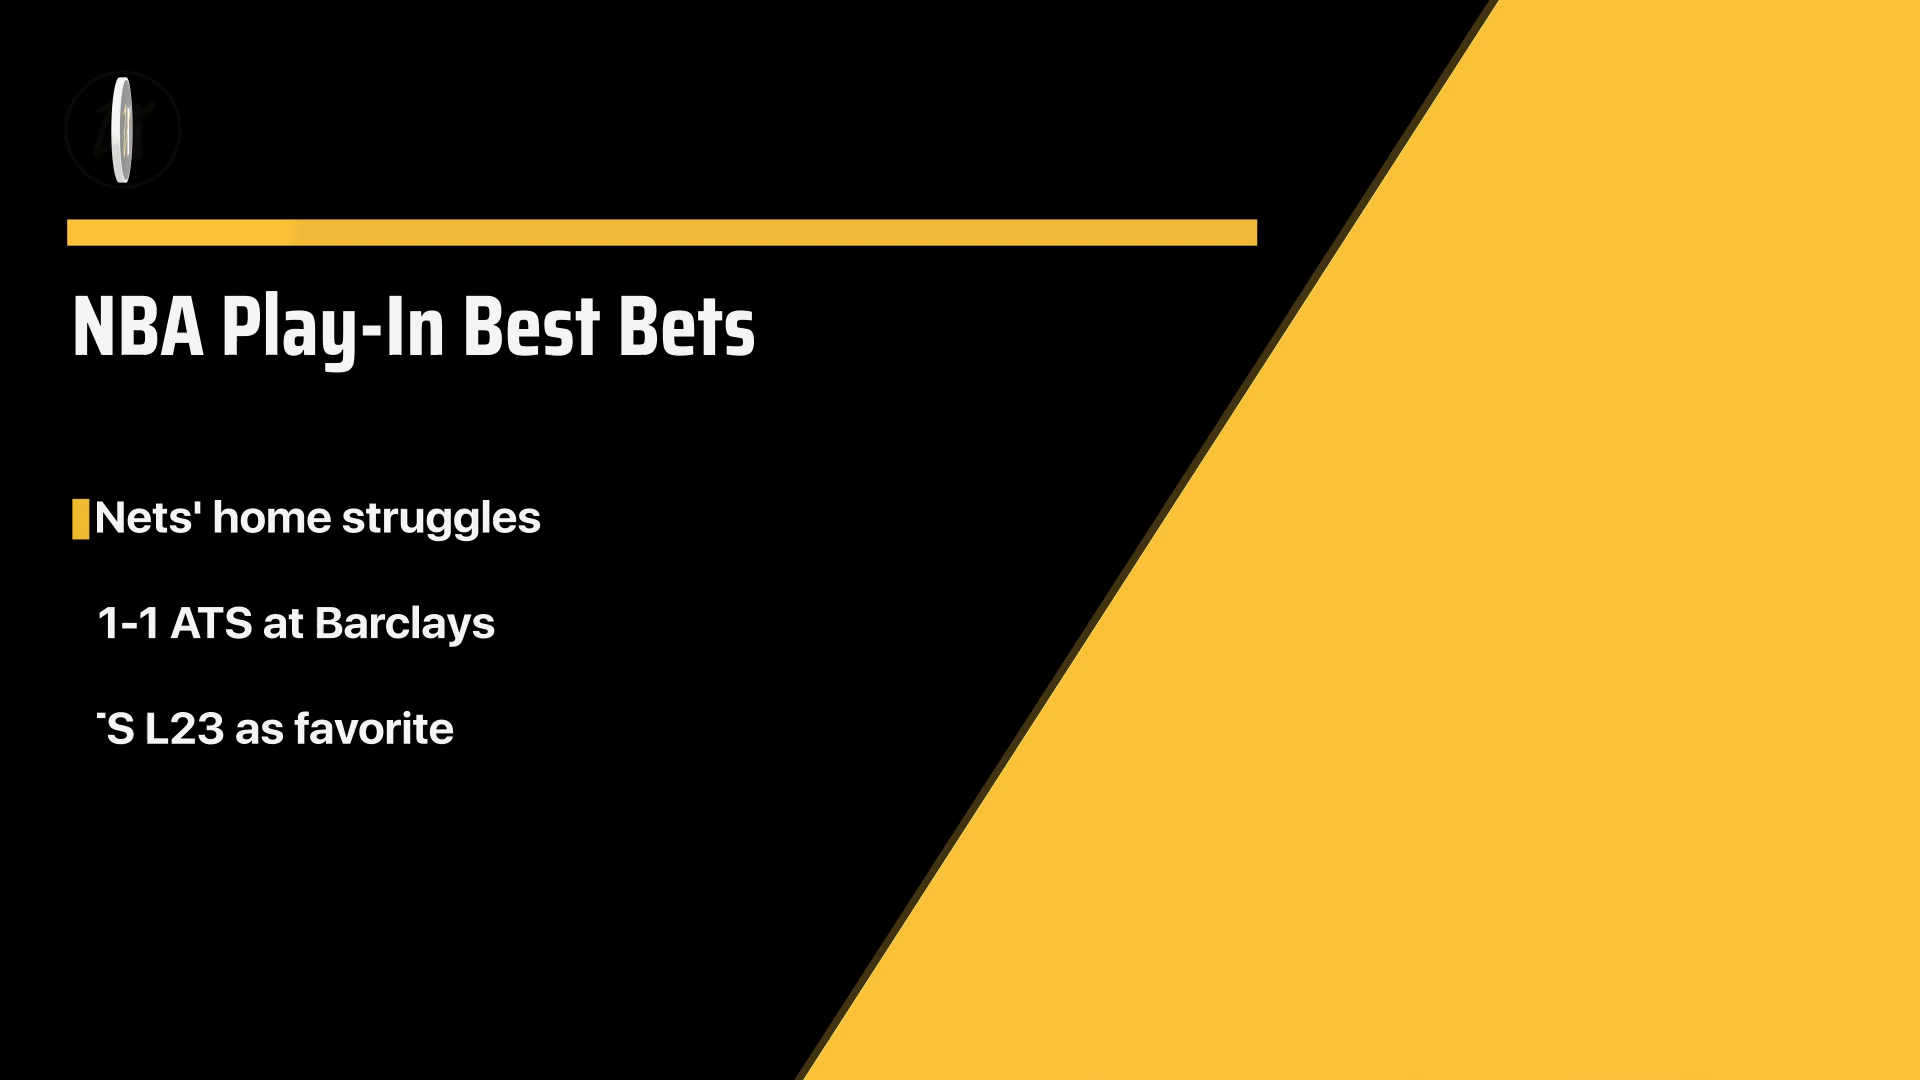 NBA Play-In Best Bets
Nets' home struggles
1-1 ATS at Barclays
S L23 as favorite